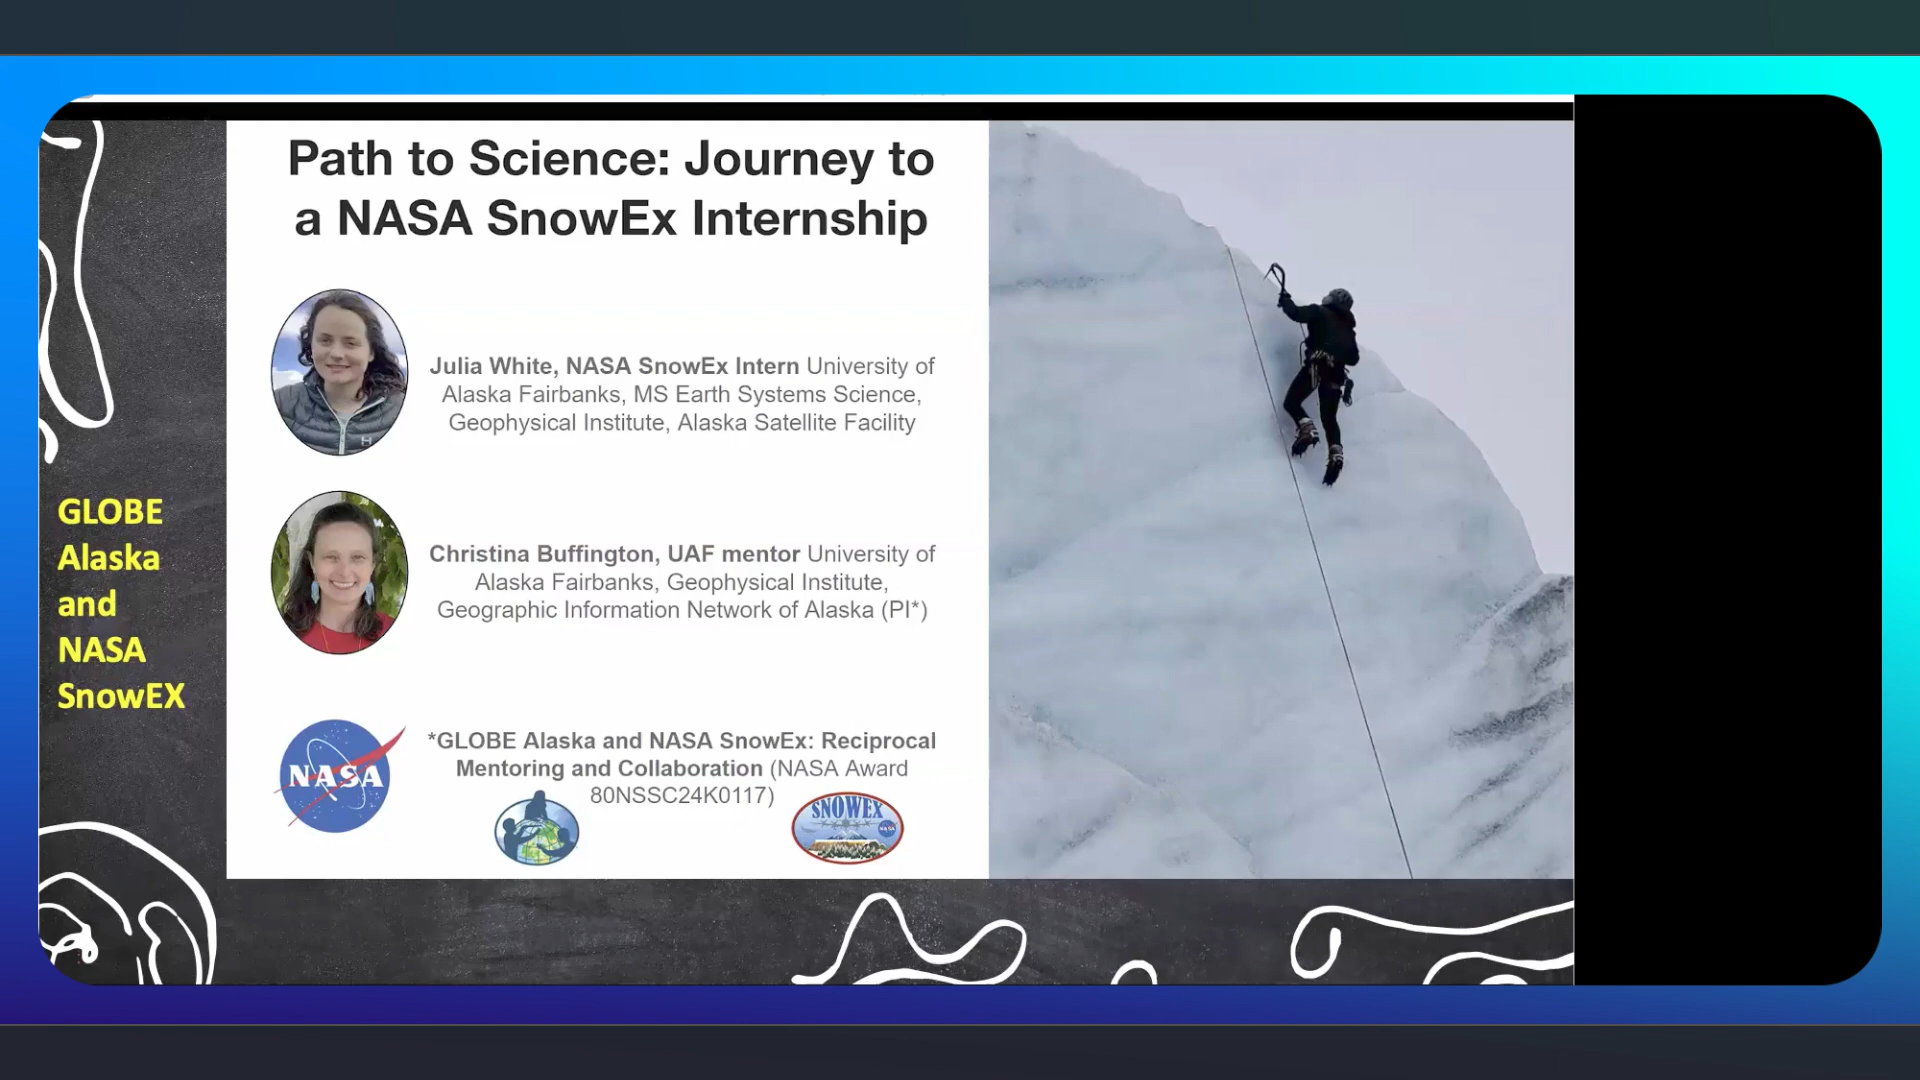 Path to Science: Journey to
a NASA SnowEx Internship
Julia White, NASA SnowEx Intern University of
Alaska Fairbanks, MS Earth Systems Science,
Geophysical Institute, Alaska Satellite Facility
GLOBE
Alaska
and
NASA
SnowEX
Christina Buffington, UAF mentor University of
Alaska Fairbanks, Geophysical Institute,
Geographic Information Network of Alaska (PI*)
NASA
*GLOBE Alaska and NASA SnowEx: Reciprocal
Mentoring and Collaboration (NASA Award
80NSSC24K0117)
SNOWEX
NASA